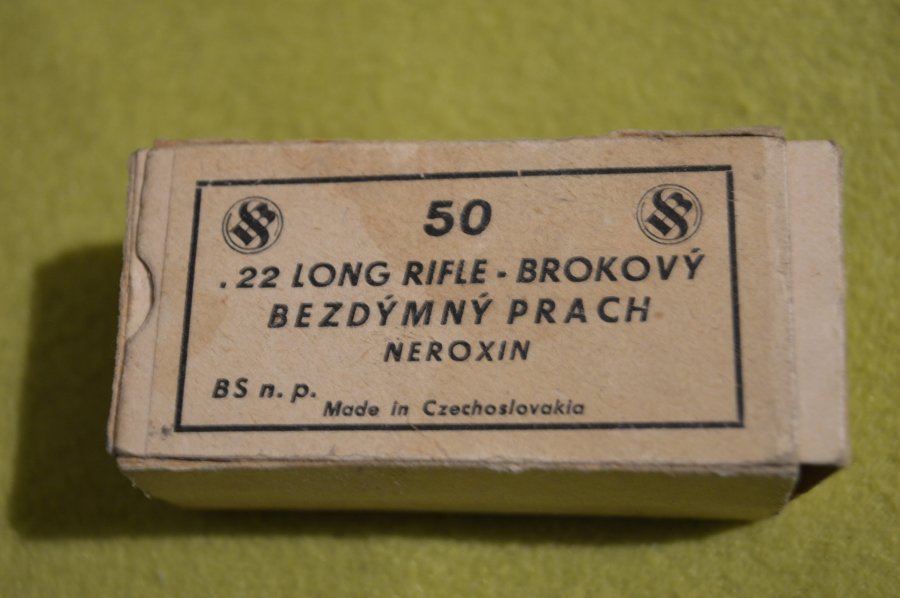 50
.22 LONG RIFLE - BROKOVÝ
BEZDÝMNÝ PRACH
NEROXIN
BS n. p.
Made in Czechoslovakia